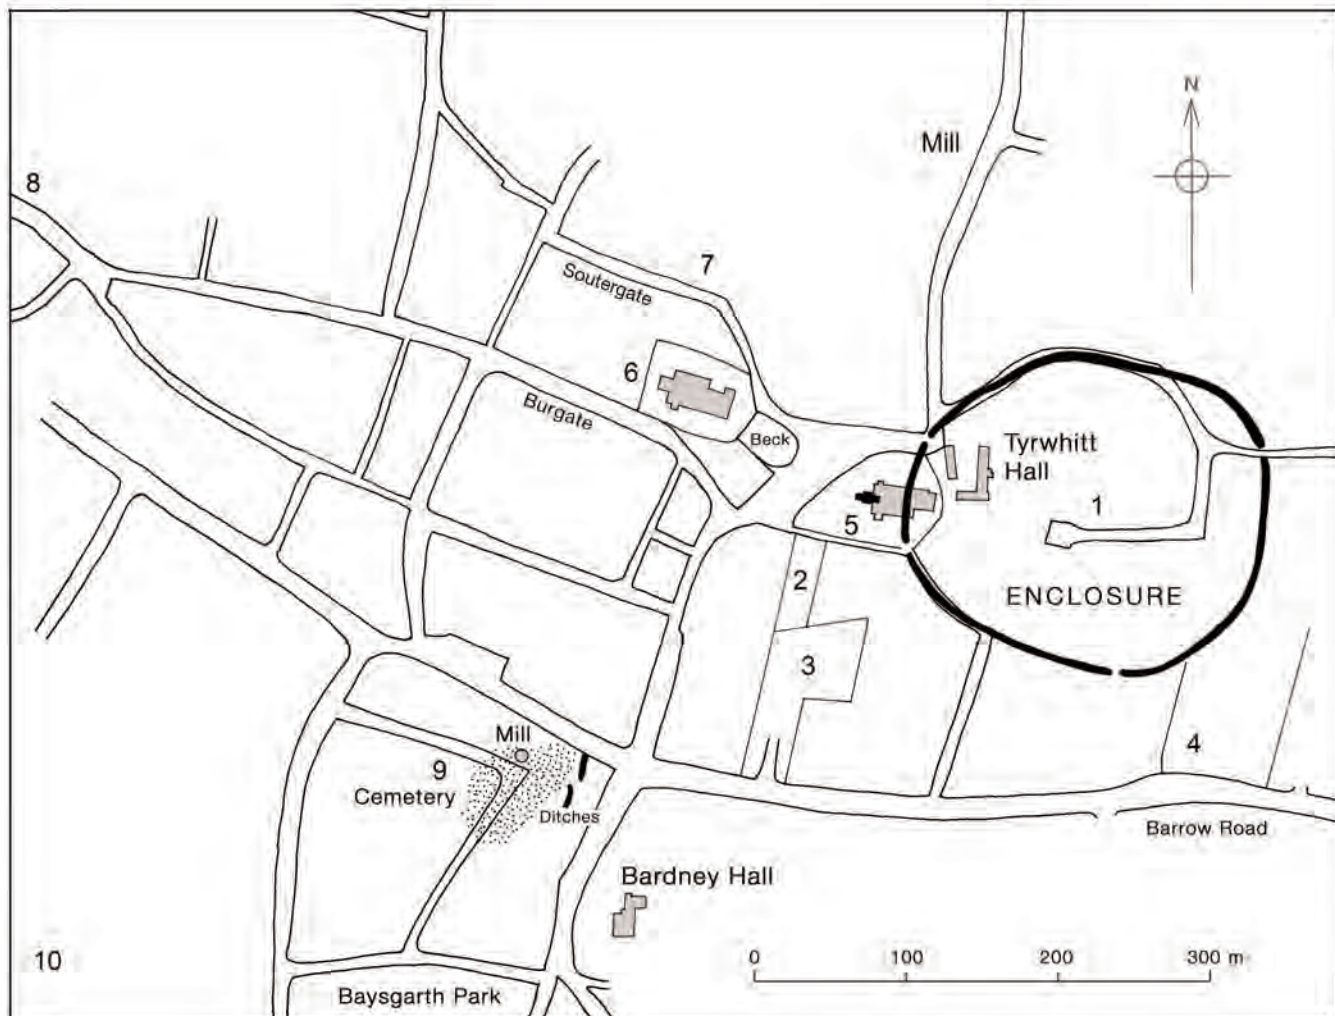 N
Mill
8
7
Soutergate
6
Burgate
Beck
Tyrwhitt
Hall
1
5
2
ENCLOSURE
3
4
Mill
9
Cemetery
Ditches
Barrow Road
Bardney Hall
10
0 100 200 300 m
Baysgarth Park